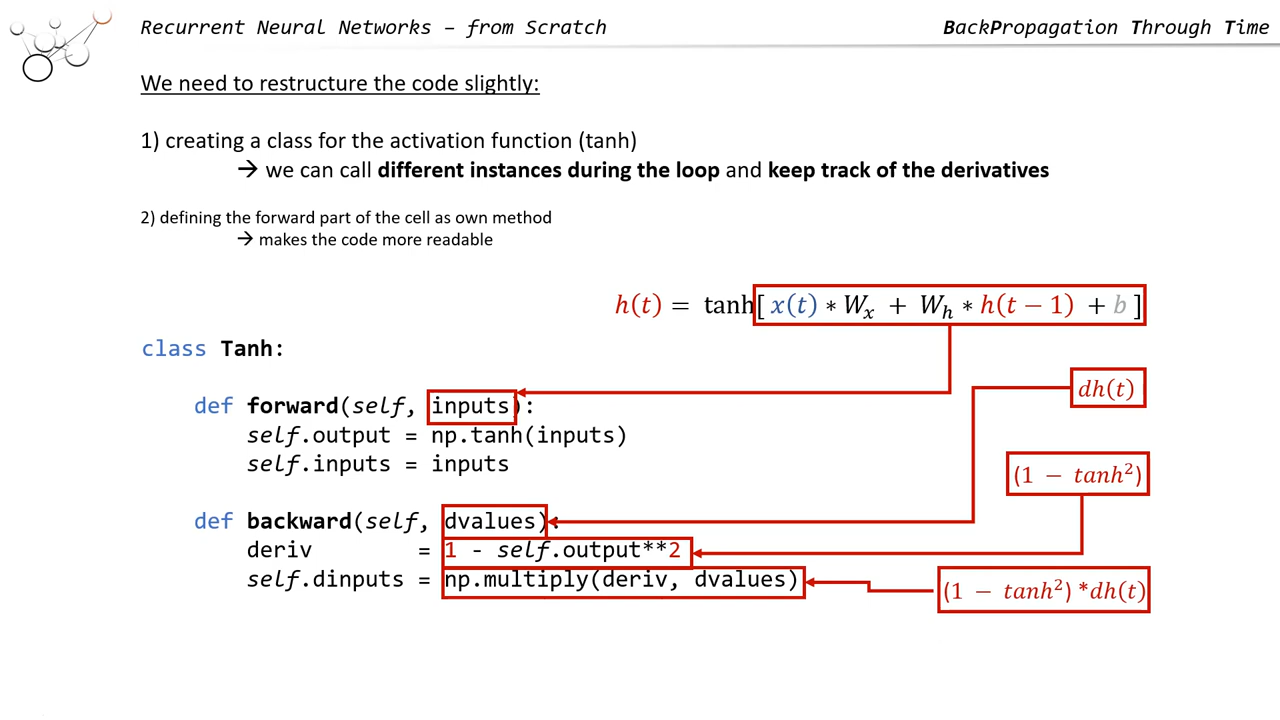 Recurrent Neural Networks – from Scratch
BackPropagation Through Time
We need to restructure the code slightly:
1) creating a class for the activation function (tanh)
→ we can call different instances during the loop and keep track of the derivatives
2) defining the forward part of the cell as own method
→ makes the code more readable
h(t) = tanh[ x(t) * Wₓ + Wₕ * h(t − 1) + b ]
class Tanh:
dh(t)
def forward(self, inputs):
self.output = np.tanh(inputs)
self.inputs = inputs
(1 − tanh²)
def backward(self, dvalues):
deriv = 1 - self.output**2
self.dinputs = np.multiply(deriv, dvalues)
(1 − tanh²) *dh(t)